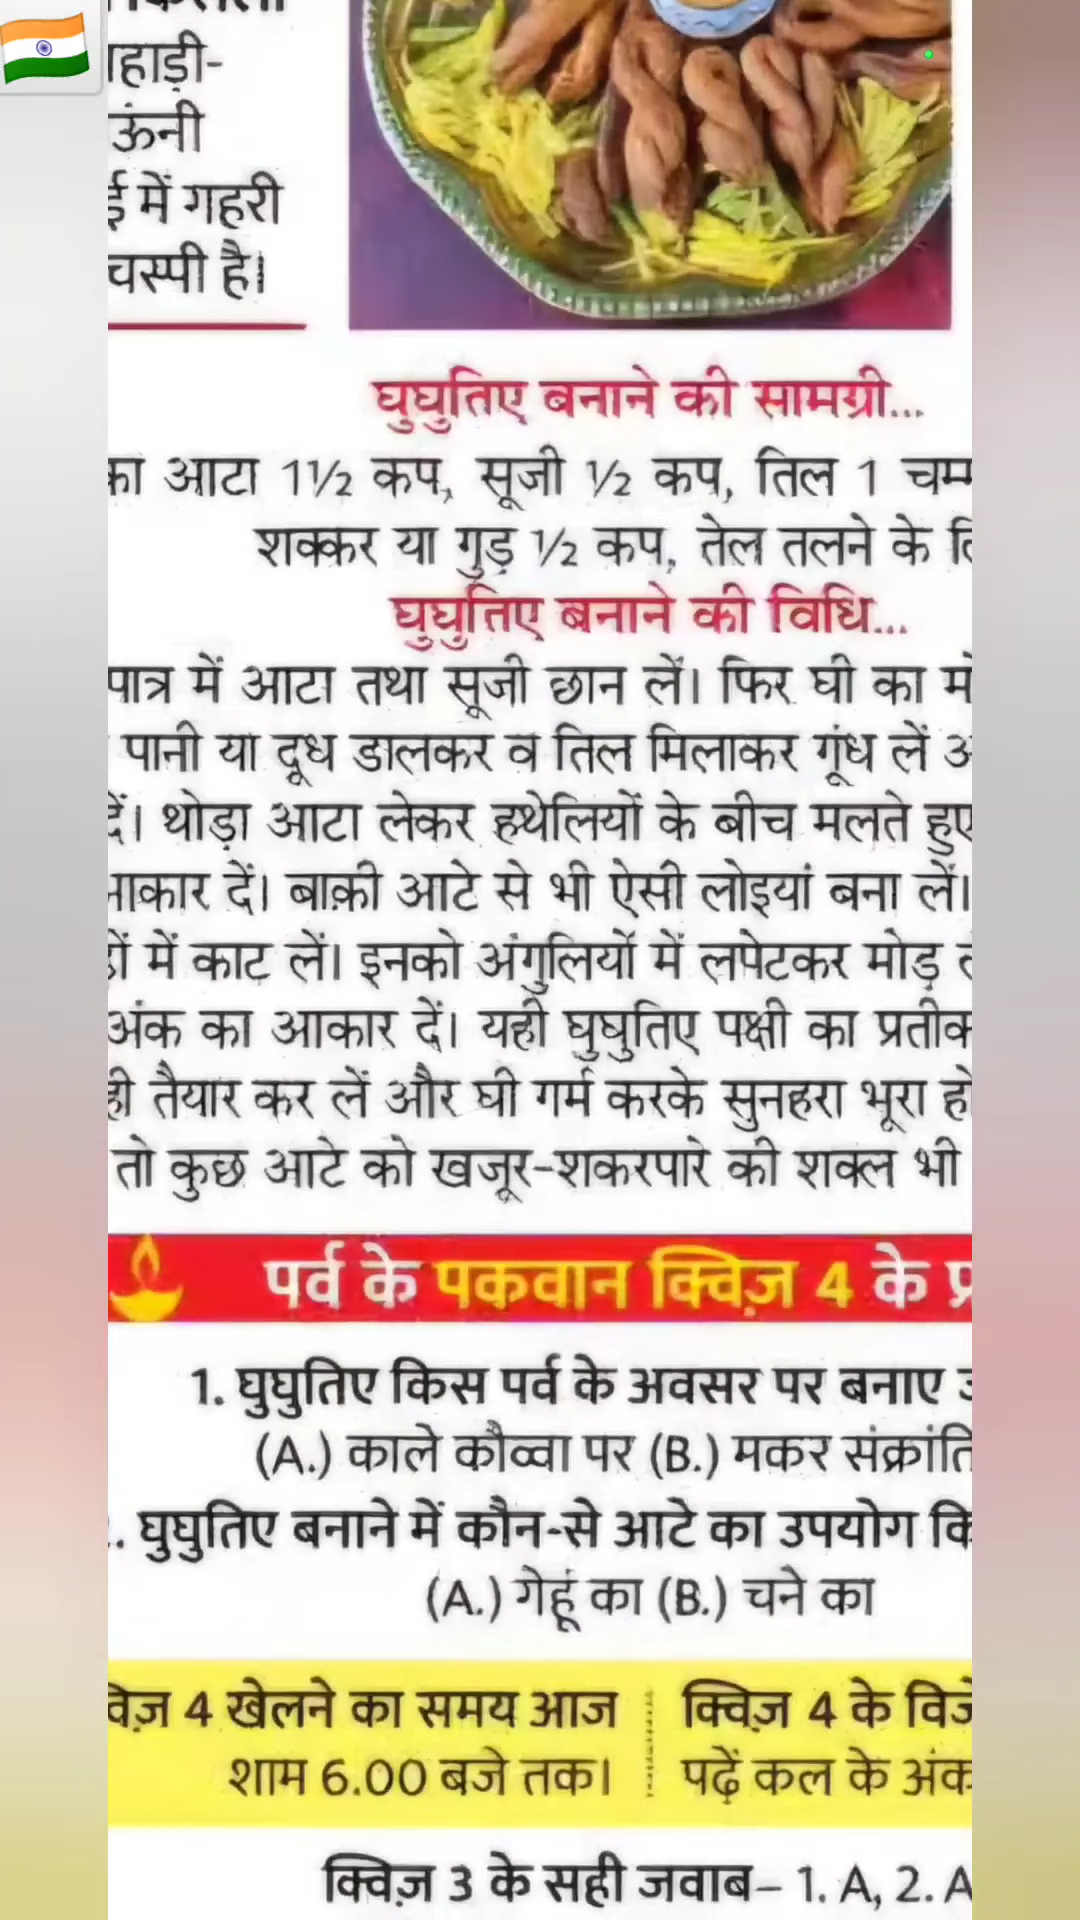 हाड़ी-
ऊंनी
ई में गहरी
चस्पी है।
घुघुतिए बनाने की सामग्री...
का आटा 1½ कप, सूजी ½ कप, तिल 1 चम्म
शक्कर या गुड़ ½ कप, तेल तलने के लि
घुघुतिए बनाने की विधि...
पात्र में आटा तथा सूजी छान लें। फिर घी का मो
पानी या दूध डालकर व तिल मिलाकर गूंध लें अ
दें। थोड़ा आटा लेकर हथेलियों के बीच मलते हुए
आकार दें। बाक़ी आटे से भी ऐसी लोइयां बना लें।
ों में काट लें। इनको अंगुलियों में लपेटकर मोड़ ल
अंक का आकार दें। यही घुघुतिए पक्षी का प्रतीक
ही तैयार कर लें और घी गर्म करके सुनहरा भूरा हो
तो कुछ आटे को खजूर-शकरपारे की शक्ल भी
पर्व के पकवान क्विज़ 4 के प्र
1. घुघुतिए किस पर्व के अवसर पर बनाए ज
(A.) काले कौव्वा पर (B.) मकर संक्रांति
. घुघुतिए बनाने में कौन-से आटे का उपयोग कि
(A.) गेहूं का (B.) चने का
विज़ 4 खेलने का समय आज
शाम 6.00 बजे तक।
क्विज़ 4 के विजे
पढ़ें कल के अंक
क्विज़ 3 के सही जवाब– 1. A, 2. A